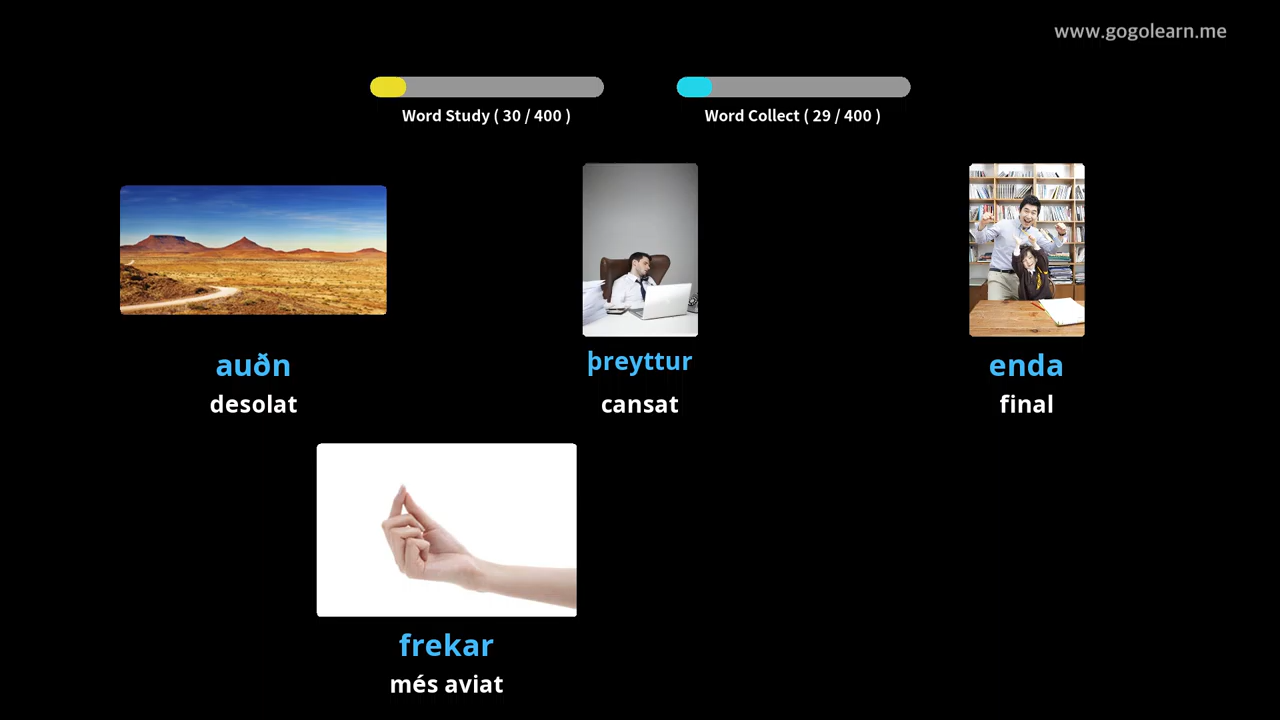 www.gogolearn.me
Word Study ( 30 / 400 )
Word Collect ( 29 / 400 )
auðn
desolat
þreyttur
cansat
enda
final
frekar
més aviat